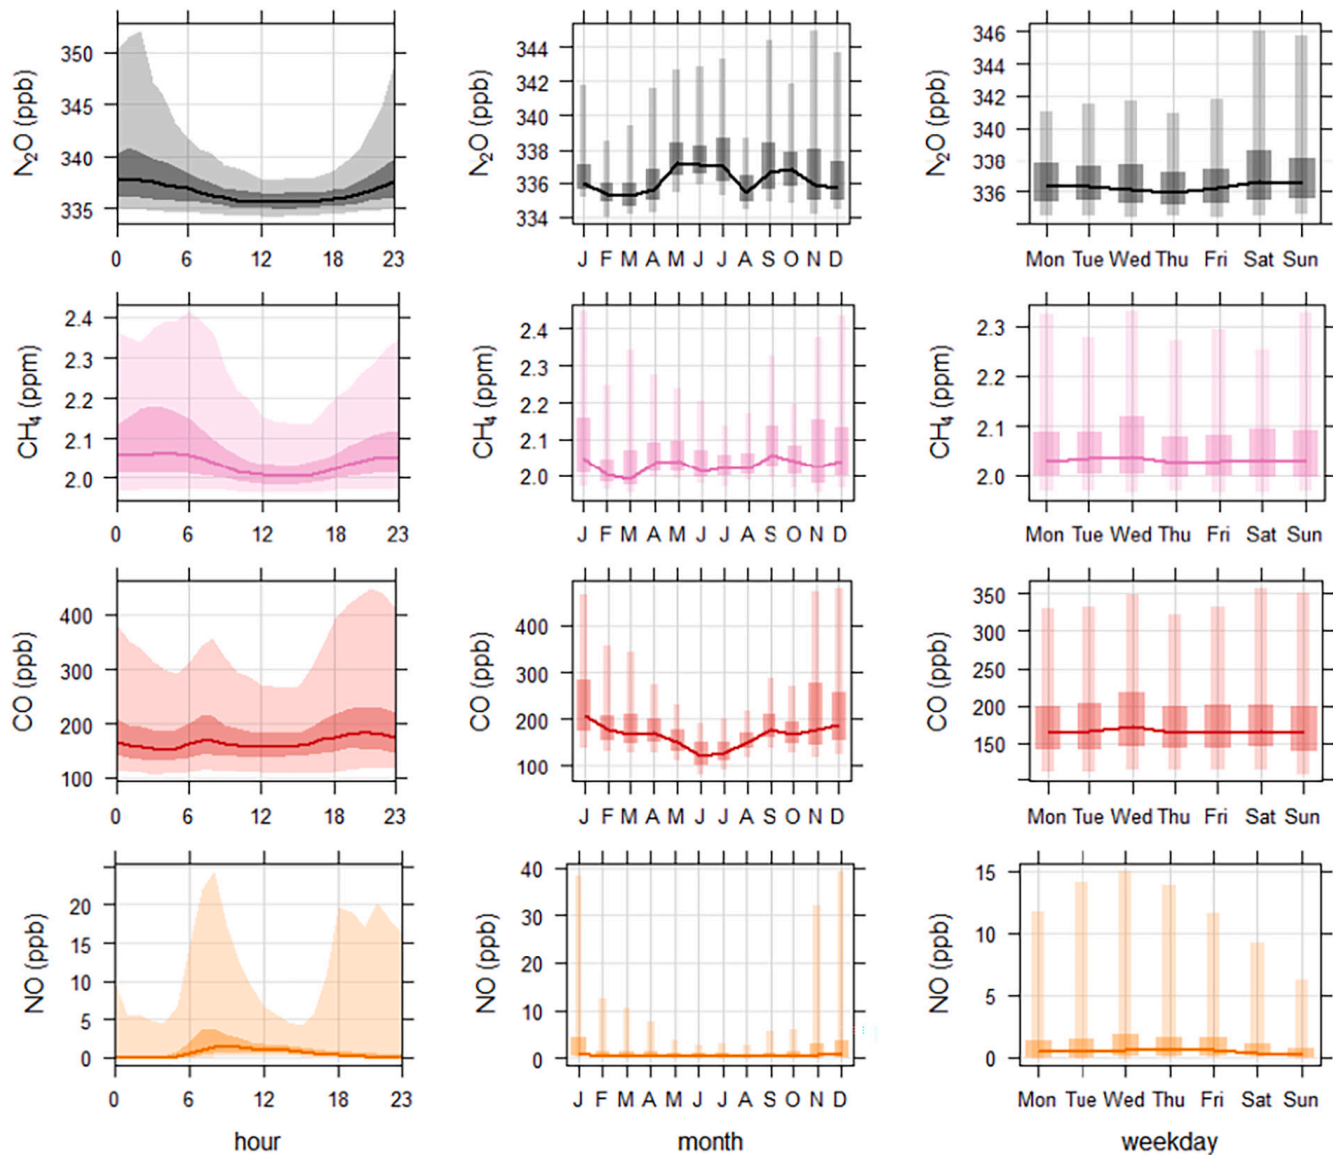 N₂O (ppb)
350
345
340
335
0 6 12 18 23
N₂O (ppb)
344
342
340
338
336
334
J F M A M J J A S O N D
N₂O (ppb)
346
344
342
340
338
336
Mon Tue Wed Thu Fri Sat Sun
CH₄ (ppm)
2.4
2.3
2.2
2.1
2.0
0 6 12 18 23
CH₄ (ppm)
2.4
2.3
2.2
2.1
2.0
J F M A M J J A S O N D
CH₄ (ppm)
2.3
2.2
2.1
2.0
Mon Tue Wed Thu Fri Sat Sun
CO (ppb)
400
300
200
100
0 6 12 18 23
CO (ppb)
400
300
200
100
J F M A M J J A S O N D
CO (ppb)
350
300
250
200
150
Mon Tue Wed Thu Fri Sat Sun
NO (ppb)
20
15
10
5
0
0 6 12 18 23
hour
NO (ppb)
40
30
20
10
0
J F M A M J J A S O N D
month
NO (ppb)
15
10
5
0
Mon Tue Wed Thu Fri Sat Sun
weekday